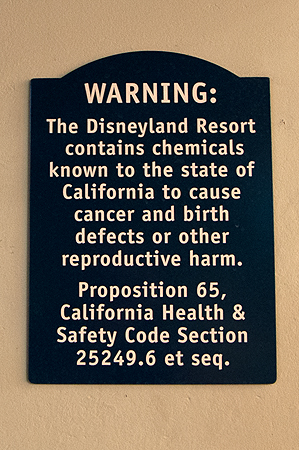 WARNING:
The Disneyland Resort
contains chemicals
known to the state of
California to cause
cancer and birth
defects or other
reproductive harm.
Proposition 65,
California Health &
Safety Code Section
25249.6 et seq.